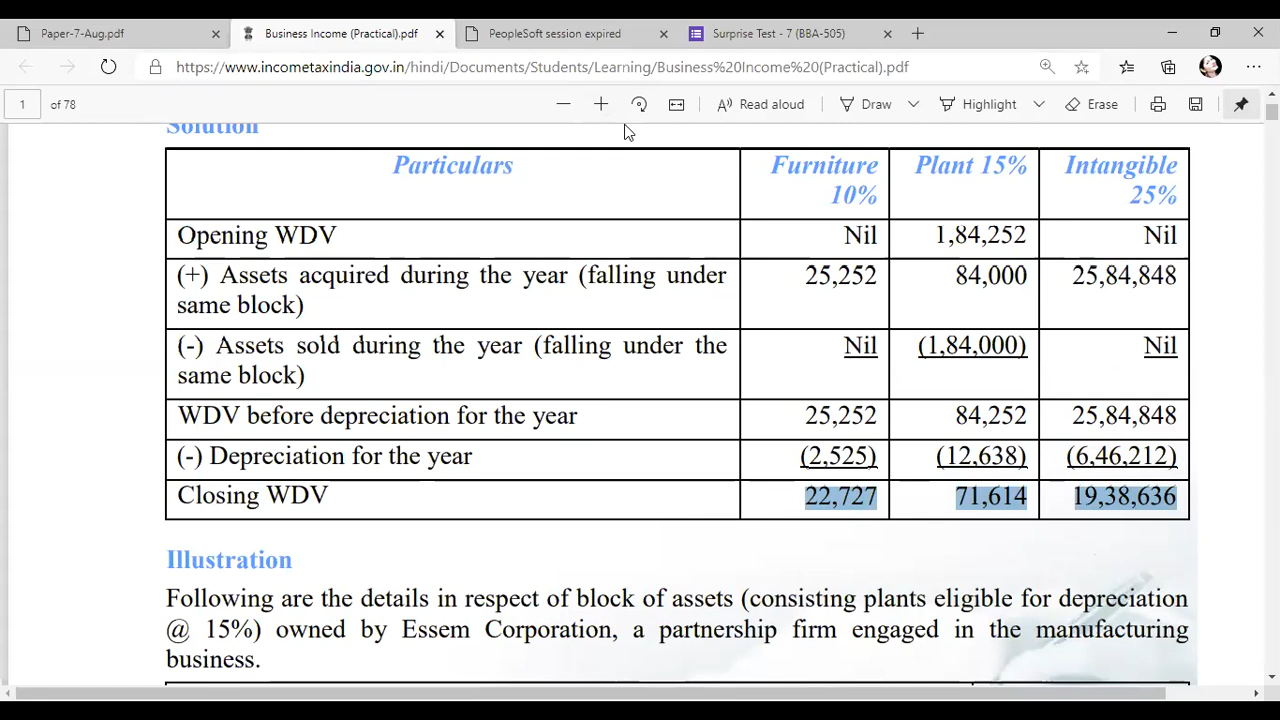 Paper-7-Aug.pdf
Business Income (Practical).pdf
PeopleSoft session expired
Surprise Test - 7 (BBA-505)
https://www.incometaxindia.gov.in/hindi/Documents/Students/Learning/Business%20Income%20(Practical).pdf
1 of 78
Read aloud
Draw
Highlight
Erase
Solution
Particulars Furniture 10% Plant 15% Intangible 25%
Opening WDV Nil 1,84,252 Nil
(+) Assets acquired during the year (falling under 25,252 84,000 25,84,848
same block)
(-) Assets sold during the year (falling under the Nil (1,84,000) Nil
same block)
WDV before depreciation for the year 25,252 84,252 25,84,848
(-) Depreciation for the year (2,525) (12,638) (6,46,212)
Closing WDV 22,727 71,614 19,38,636
Illustration
Following are the details in respect of block of assets (consisting plants eligible for depreciation
@ 15%) owned by Essem Corporation, a partnership firm engaged in the manufacturing
business.